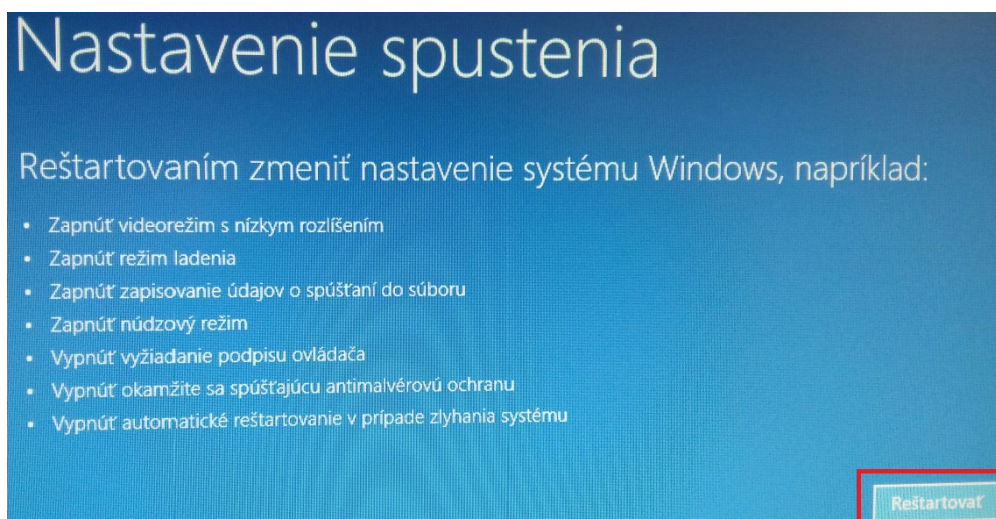 Nastavenie spustenia
Reštartovaním zmeniť nastavenie systému Windows, napríklad:
• Zapnúť videorežim s nízkym rozlíšením
• Zapnúť režim ladenia
• Zapnúť zapisovanie údajov o spúšťaní do súboru
• Zapnúť núdzový režim
• Vypnúť vyžiadanie podpisu ovládača
• Vypnúť okamžite sa spúšťajúcu antimalvérovú ochranu
• Vypnúť automatické reštartovanie v prípade zlyhania systému
Reštartovať